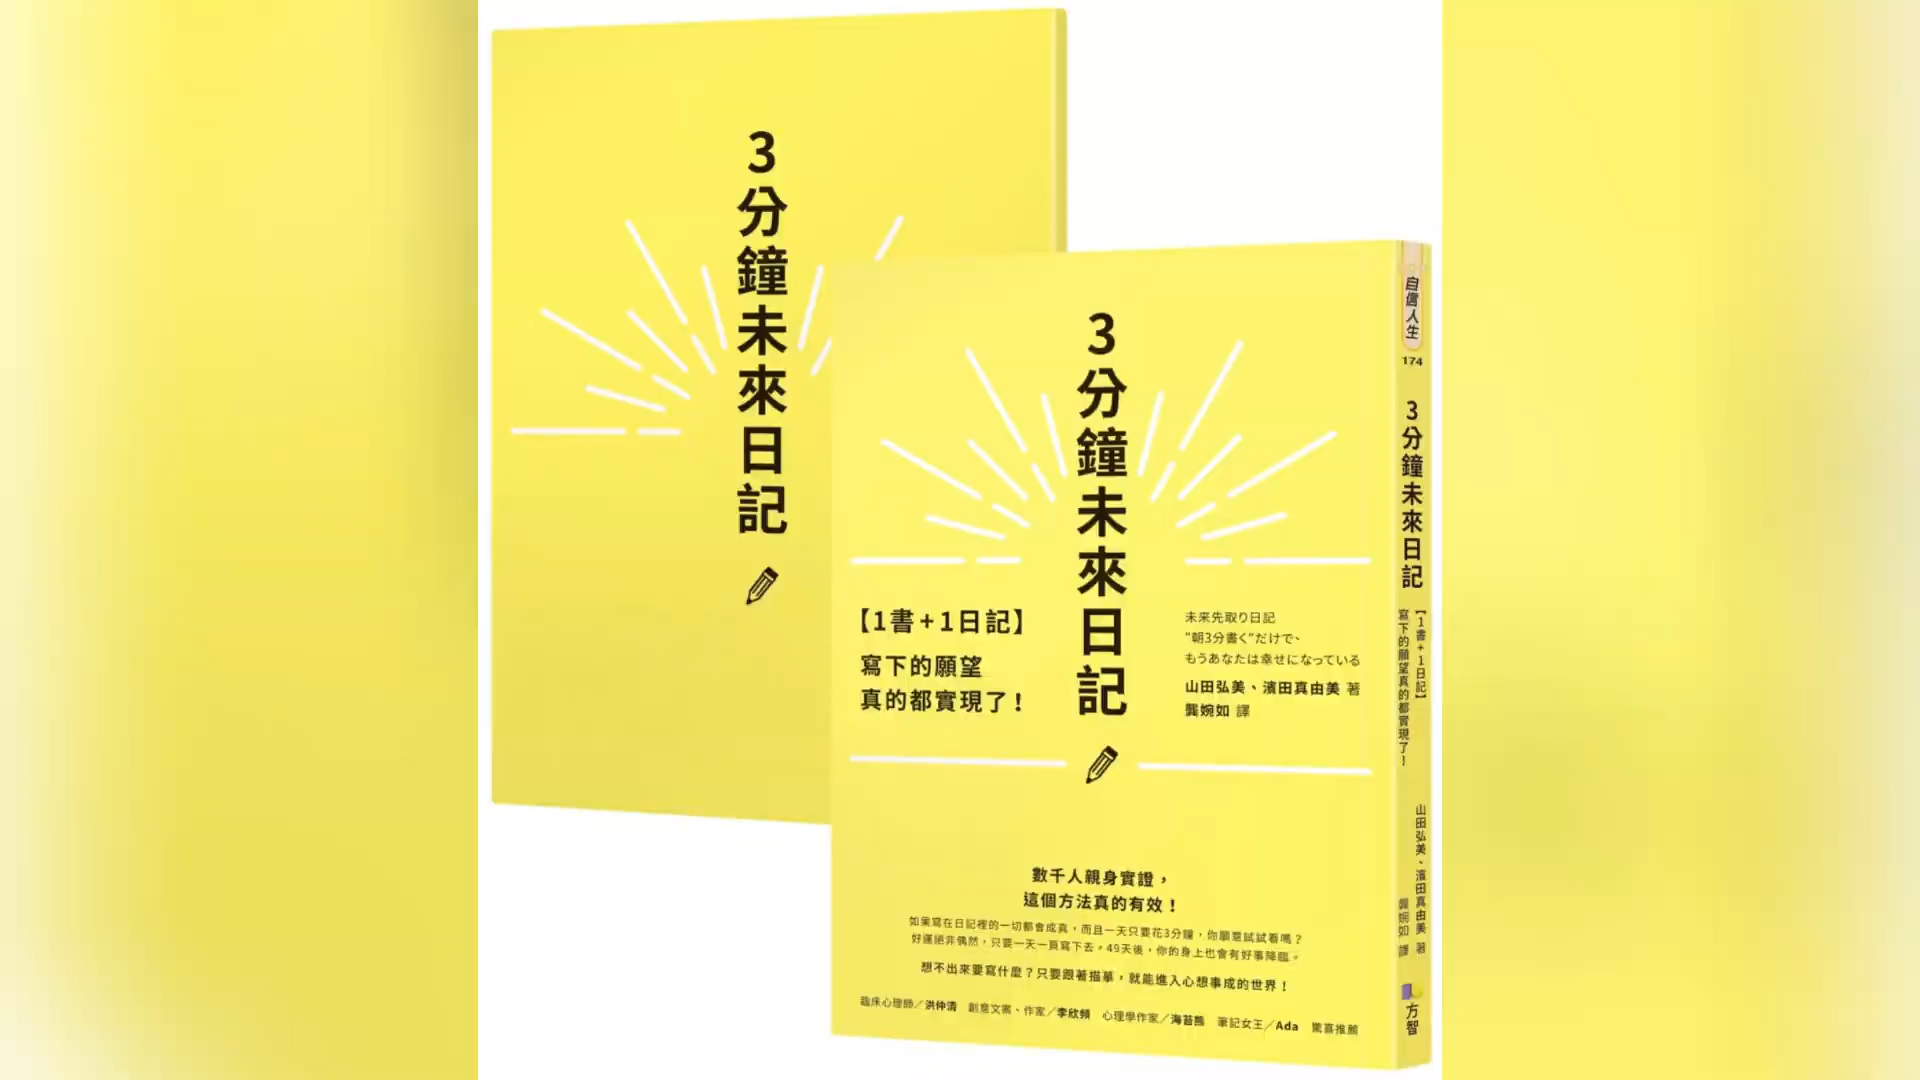 3分鐘未來日記
3分鐘未來日記
【1書+1日記】
寫下的願望
真的都實現了!
未来先取り日記
"朝3分書く"だけで、
もうあなたは幸せになっている
山田弘美、濱田真由美 著
龔婉如 譯
數千人親身實證,
這個方法真的有效!
如果寫在日記裡的一切都會成真,而且一天只要花3分鐘,你願意試試看嗎?
好運絕非偶然,只要一天一頁寫下去。49天後,你的身上也會有好事降臨。
想不出來要寫什麼?只要跟著描摹,就能進入心想事成的世界!
臨床心理師/洪仲清 創意文案、作家/李欣頻 心理學作家/海苔熊 筆記女王/Ada 驚喜推薦
自信人生
174
3分鐘未來日記
【1書+1日記】
寫下的願望真的都實現了!
山田弘美、濱田真由美 著
龔婉如 譯
方智